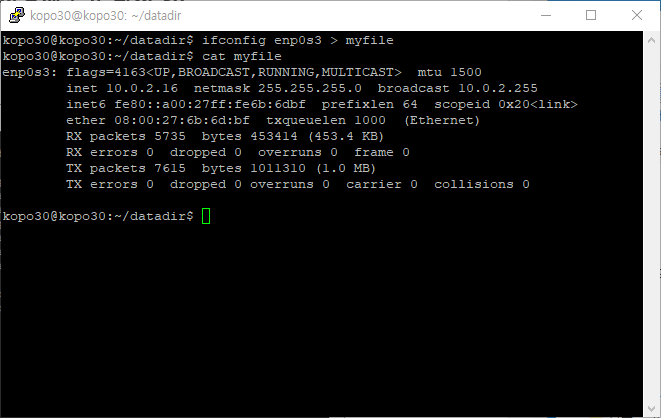 kopo30@kopo30: ~/datadir
kopo30@kopo30:~/datadir$ ifconfig enp0s3 > myfile
kopo30@kopo30:~/datadir$ cat myfile
enp0s3: flags=4163<UP,BROADCAST,RUNNING,MULTICAST>  mtu 1500
        inet 10.0.2.16  netmask 255.255.255.0  broadcast 10.0.2.255
        inet6 fe80::a00:27ff:fe6b:6dbf  prefixlen 64  scopeid 0x20<link>
        ether 08:00:27:6b:6d:bf  txqueuelen 1000  (Ethernet)
        RX packets 5735  bytes 453414 (453.4 KB)
        RX errors 0  dropped 0  overruns 0  frame 0
        TX packets 7615  bytes 1011310 (1.0 MB)
        TX errors 0  dropped 0 overruns 0  carrier 0  collisions 0
kopo30@kopo30:~/datadir$